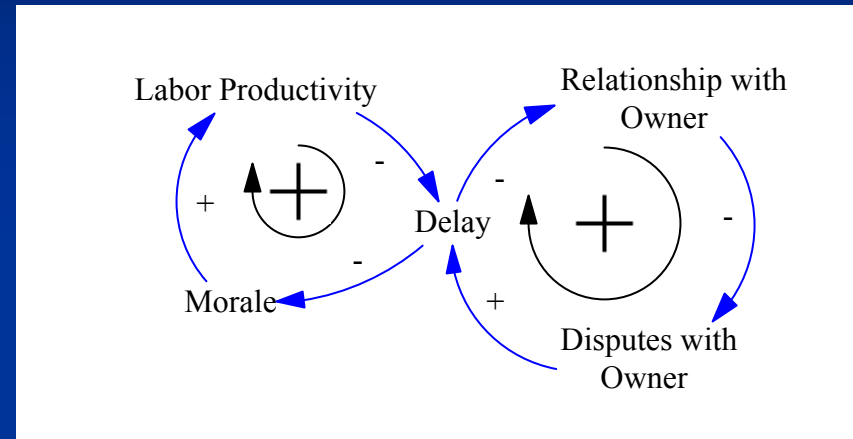 Labor Productivity
Relationship with
Owner
-
+
+
-
+
-
Delay
-
Morale
+
Disputes with
Owner